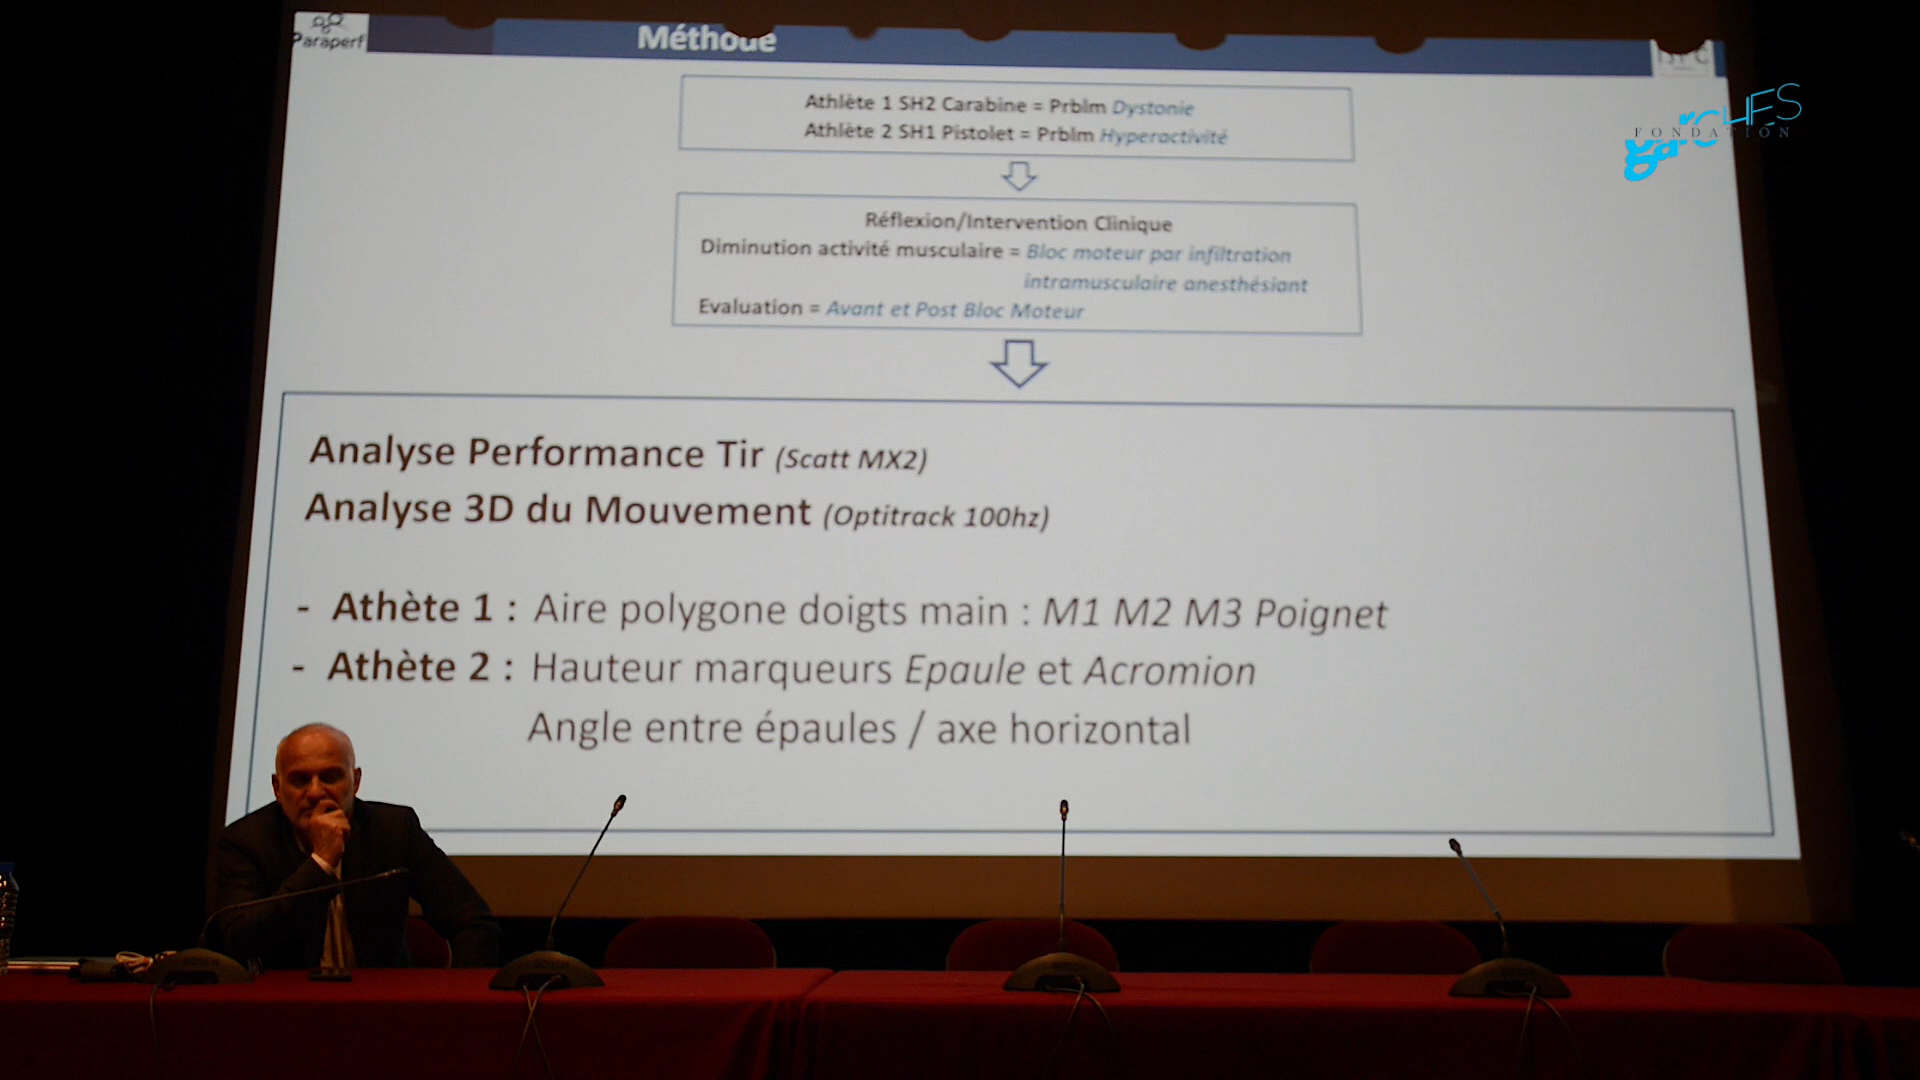 Paraperf
Méthode
Garches
FONDATION
Athlète 1 SH2 Carabine = Prblm Dystonie
Athlète 2 SH1 Pistolet = Prblm Hyperactivité
Réflexion/Intervention Clinique
Diminution activité musculaire = Bloc moteur par infiltration
intramusculaire anesthésiant
Evaluation = Avant et Post Bloc Moteur
Analyse Performance Tir (Scatt MX2)
Analyse 3D du Mouvement (Optitrack 100hz)
- Athète 1 : Aire polygone doigts main : M1 M2 M3 Poignet
- Athète 2 : Hauteur marqueurs Epaule et Acromion
Angle entre épaules / axe horizontal